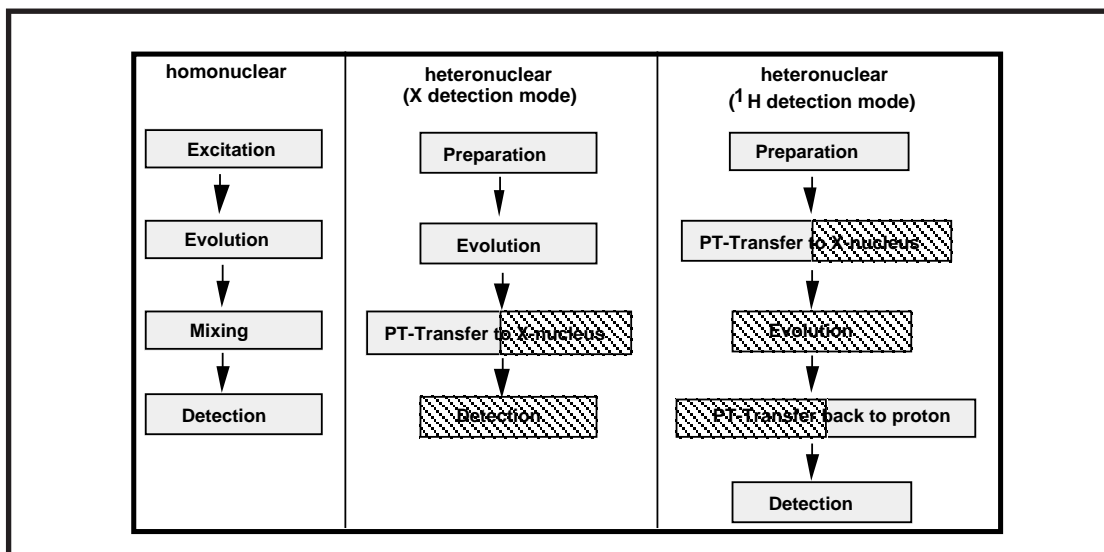 homonuclear
Excitation
Evolution
Mixing
Detection
heteronuclear
(X detection mode)
Preparation
Evolution
PT-Transfer to X-nucleus
Detection
heteronuclear
(1H detection mode)
Preparation
PT-Transfer to X-nucleus
Evolution
PT-Transfer back to proton
Detection